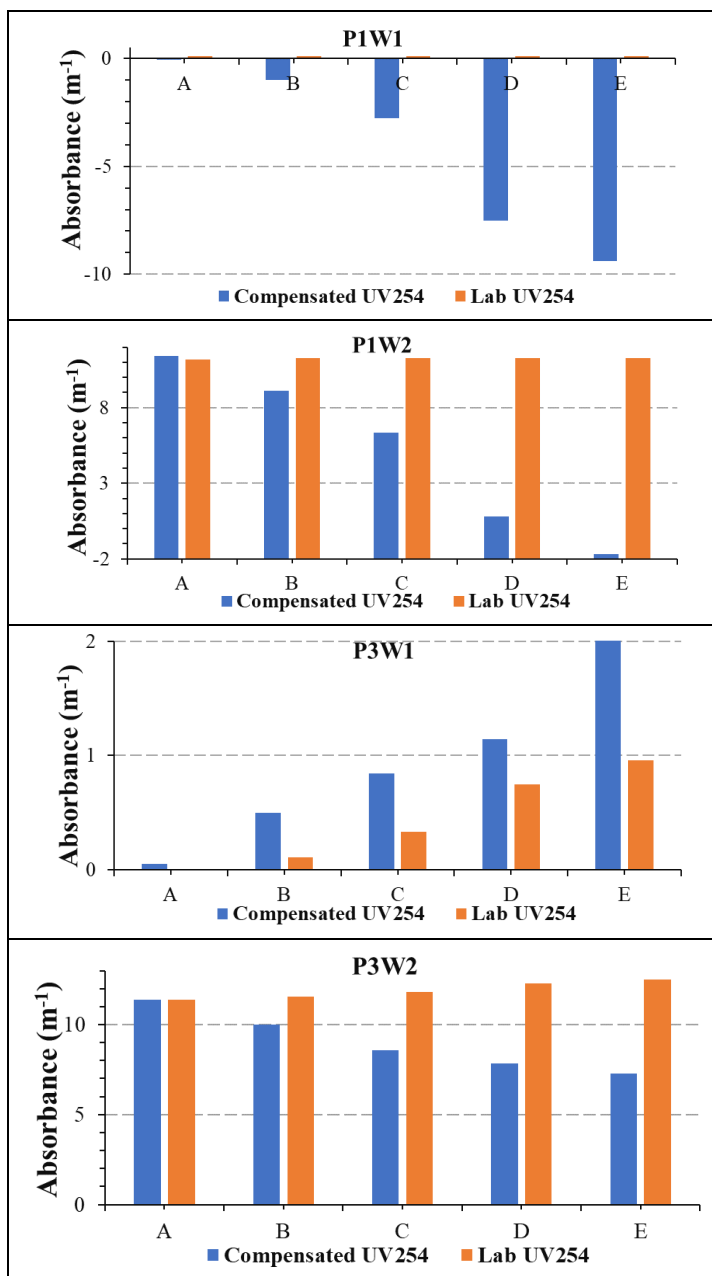 P1W1
Absorbance (m⁻¹)
0
-5
-10
A B C D E
Compensated UV254 Lab UV254
P1W2
Absorbance (m⁻¹)
8
3
-2
A B C D E
Compensated UV254 Lab UV254
P3W1
Absorbance (m⁻¹)
2
1
0
A B C D E
Compensated UV254 Lab UV254
P3W2
Absorbance (m⁻¹)
10
5
0
A B C D E
Compensated UV254 Lab UV254